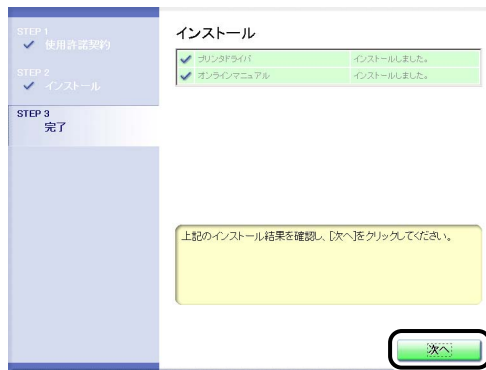 STEP 1
使用許諾契約
STEP 2
インストール
STEP 3
完了
インストール
プリンタドライバ インストールしました。
オンラインマニュアル インストールしました。
上記のインストール結果を確認し、[次へ]をクリックしてください。
次へ